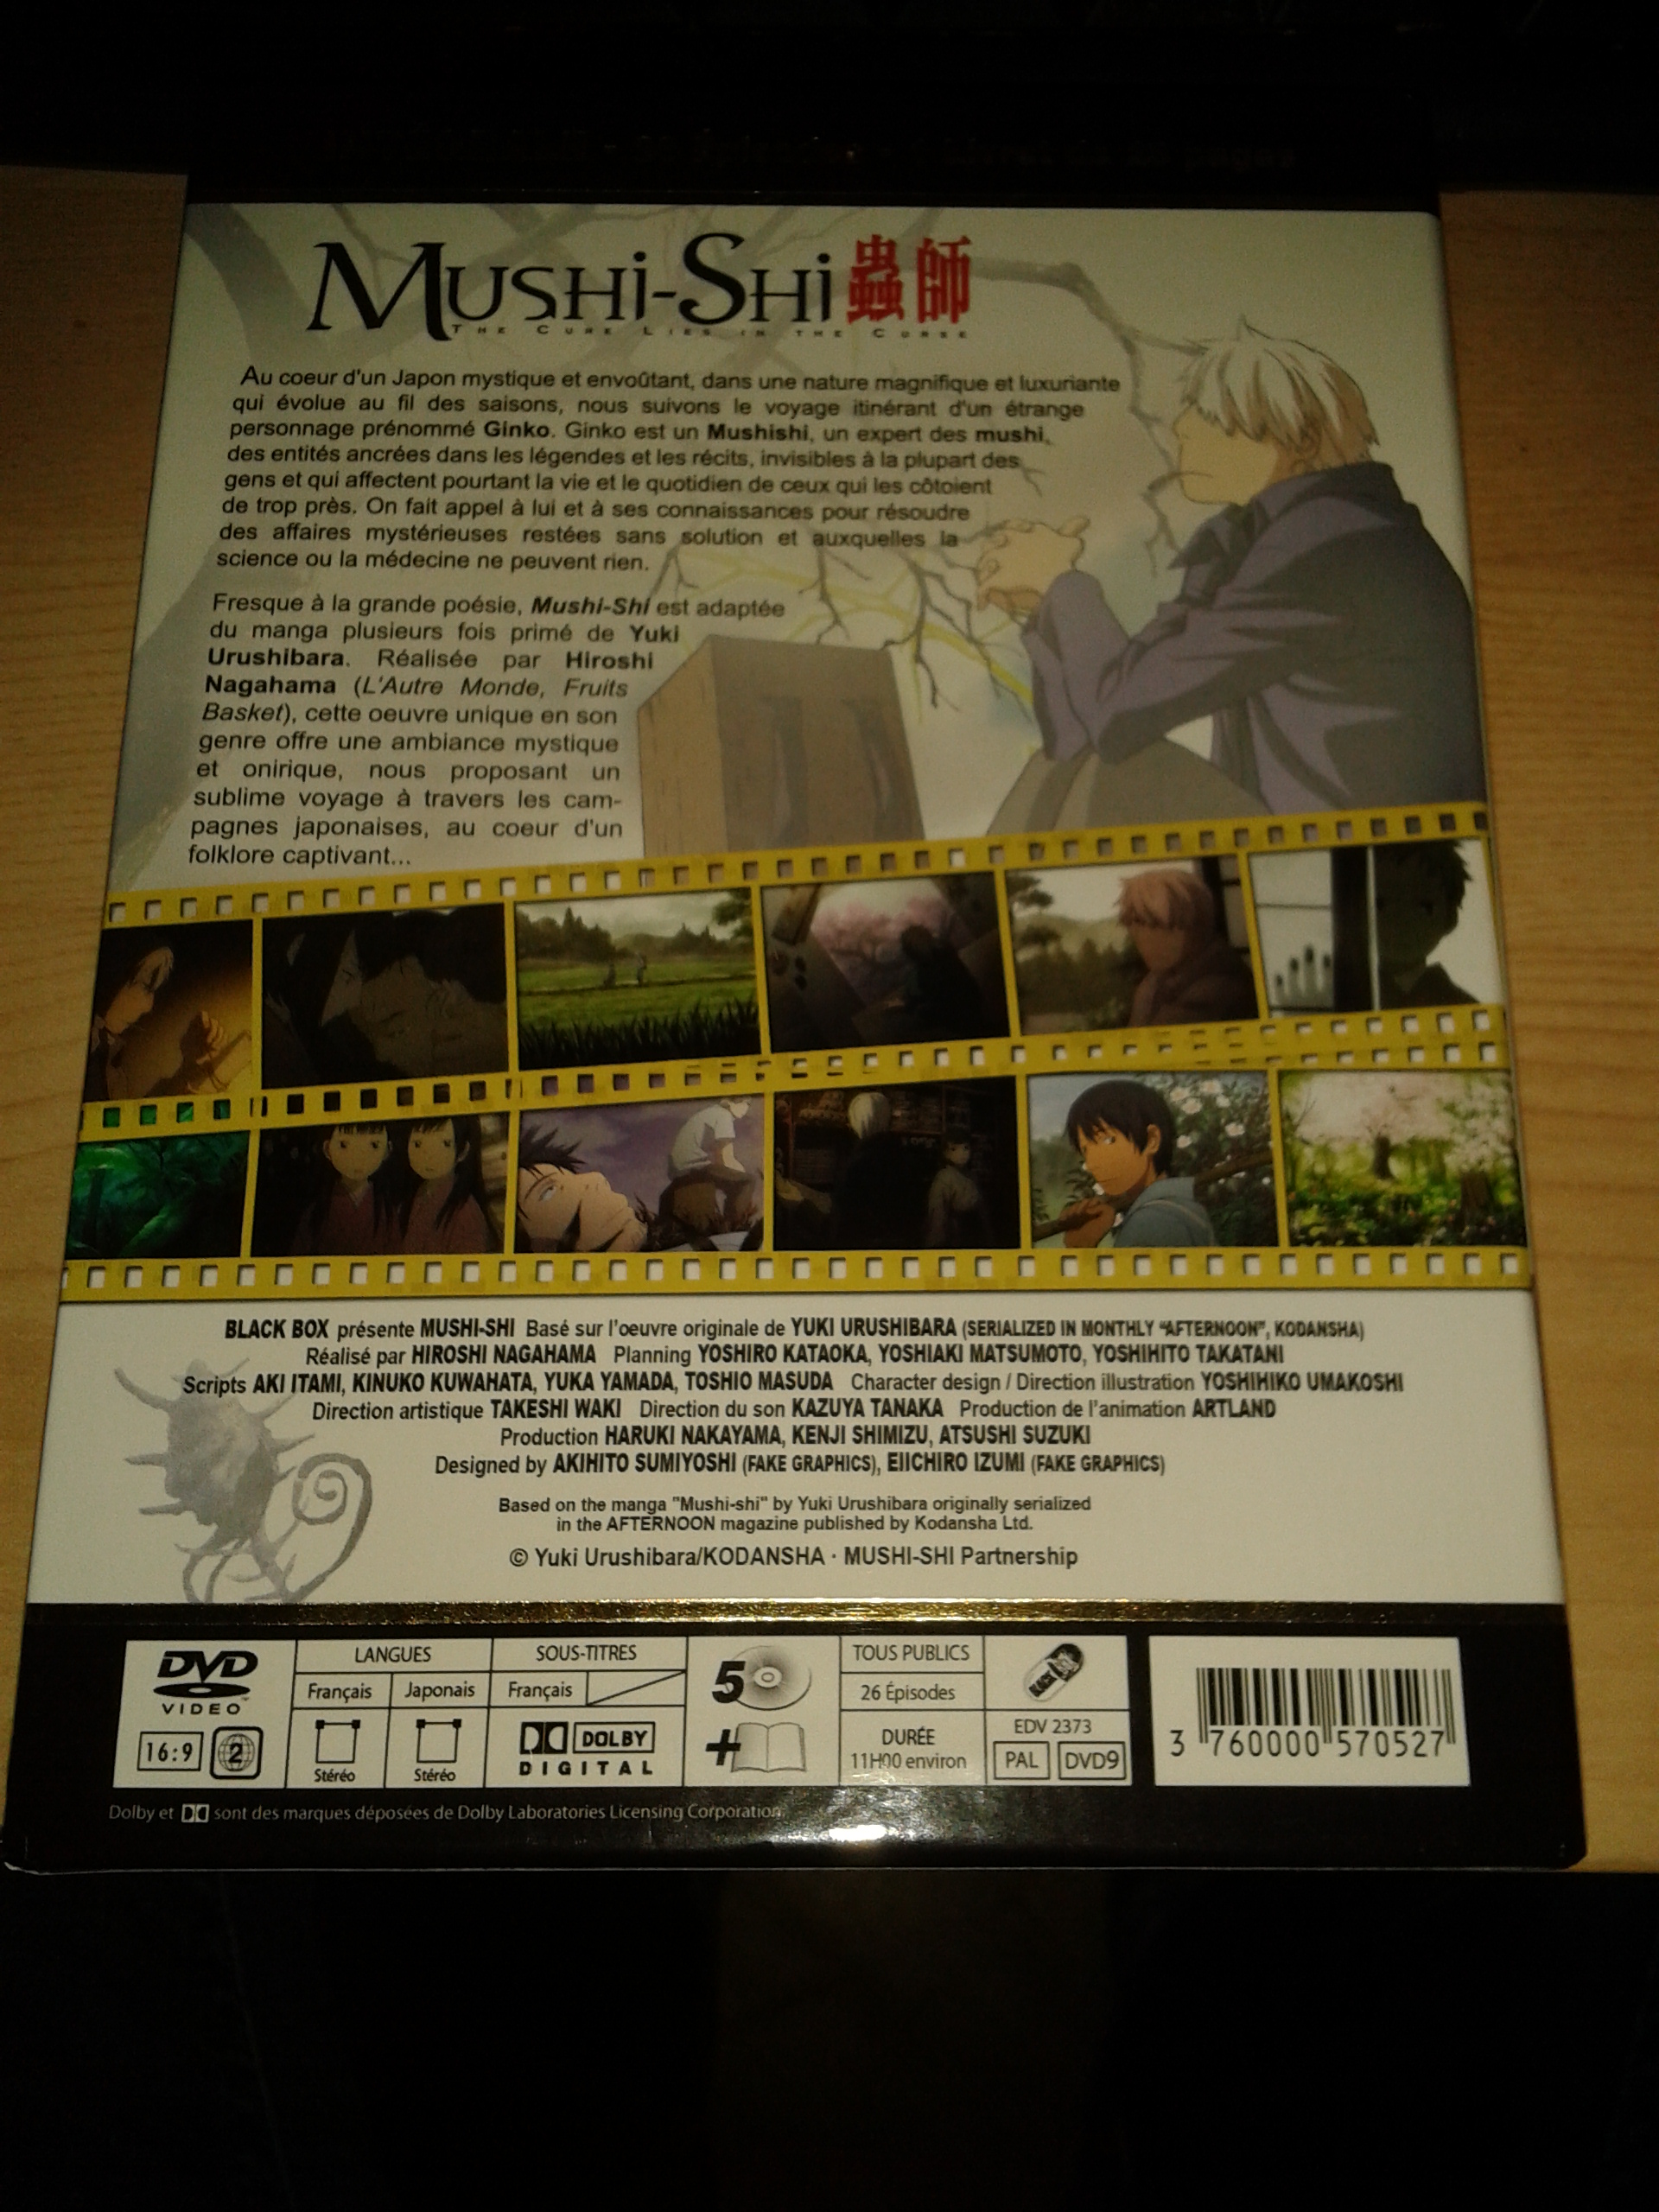 MUSHi-SHi 蟲師
THE CURE LIES IN THE CURSE
Au coeur d'un Japon mystique et envoûtant, dans une nature magnifique et luxuriante
qui évolue au fil des saisons, nous suivons le voyage itinérant d'un étrange
personnage prénommé Ginko. Ginko est un Mushishi, un expert des mushi,
des entités ancrées dans les légendes et les récits, invisibles à la plupart des
gens et qui affectent pourtant la vie et le quotidien de ceux qui les côtoient
de trop près. On fait appel à lui et à ses connaissances pour résoudre
des affaires mystérieuses restées sans solution et auxquelles la
science ou la médecine ne peuvent rien.
Fresque à la grande poésie, Mushi-Shi est adaptée
du manga plusieurs fois primé de Yuki
Urushibara. Réalisée par Hiroshi
Nagahama (L'Autre Monde, Fruits
Basket), cette oeuvre unique en son
genre offre une ambiance mystique
et onirique, nous proposant un
sublime voyage à travers les cam-
pagnes japonaises, au coeur d'un
folklore captivant...
BLACK BOX présente MUSHI-SHI Basé sur l'oeuvre originale de YUKI URUSHIBARA (SERIALIZED IN MONTHLY "AFTERNOON", KODANSHA)
Réalisé par HIROSHI NAGAHAMA Planning YOSHIRO KATAOKA, YOSHIAKI MATSUMOTO, YOSHIHITO TAKATANI
Scripts AKI ITAMI, KINUKO KUWAHATA, YUKA YAMADA, TOSHIO MASUDA Character design / Direction illustration YOSHIHIKO UMAKOSHI
Direction artistique TAKESHI WAKI Direction du son KAZUYA TANAKA Production de l'animation ARTLAND
Production HARUKI NAKAYAMA, KENJI SHIMIZU, ATSUSHI SUZUKI
Designed by AKIHITO SUMIYOSHI (FAKE GRAPHICS), EIICHIRO IZUMI (FAKE GRAPHICS)
Based on the manga "Mushi-shi" by Yuki Urushibara originally serialized
in the AFTERNOON magazine published by Kodansha Ltd.
© Yuki Urushibara/KODANSHA · MUSHI-SHI Partnership
DVD
VIDEO™
16:9
2
LANGUES
Français
Japonais
Stéréo
Stéréo
SOUS-TITRES
Français
DOLBY
DIGITAL
5
+
TOUS PUBLICS
26 Épisodes
DURÉE
11H00 environ
BLACK BOX
EDV 2373
PAL
DVD9
3 760000 570527
Dolby et sont des marques déposées de Dolby Laboratories Licensing Corporation.